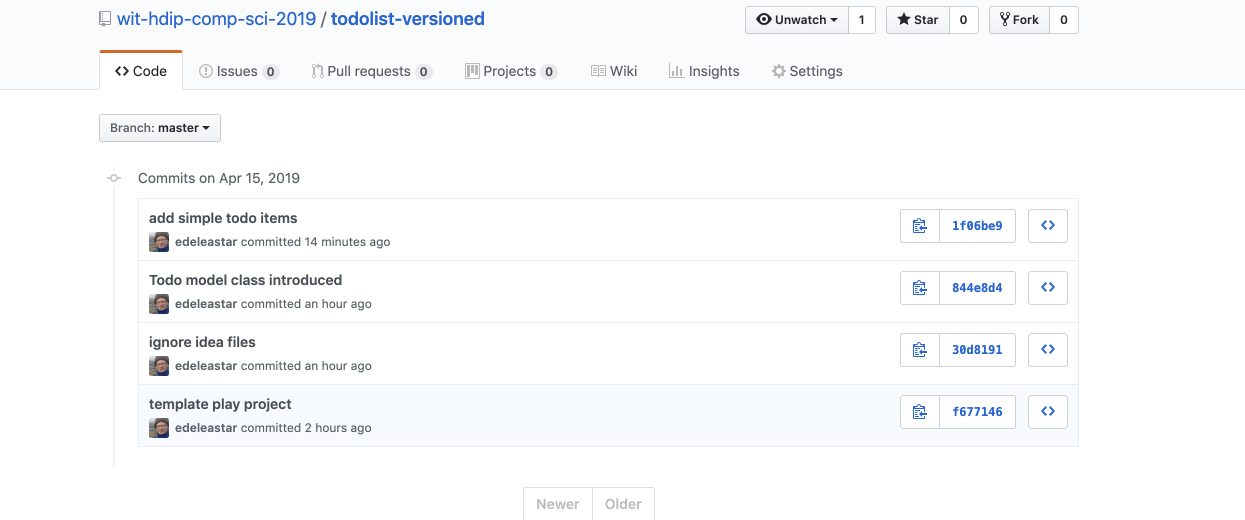 wit-hdip-comp-sci-2019 / todolist-versioned
Unwatch 1 Star 0 Fork 0
Code Issues 0 Pull requests 0 Projects 0 Wiki Insights Settings
Branch: master
Commits on Apr 15, 2019
add simple todo items
edeleastar committed 14 minutes ago
1f06be9
Todo model class introduced
edeleastar committed an hour ago
844e8d4
ignore idea files
edeleastar committed an hour ago
30d8191
template play project
edeleastar committed 2 hours ago
f677146
Newer Older